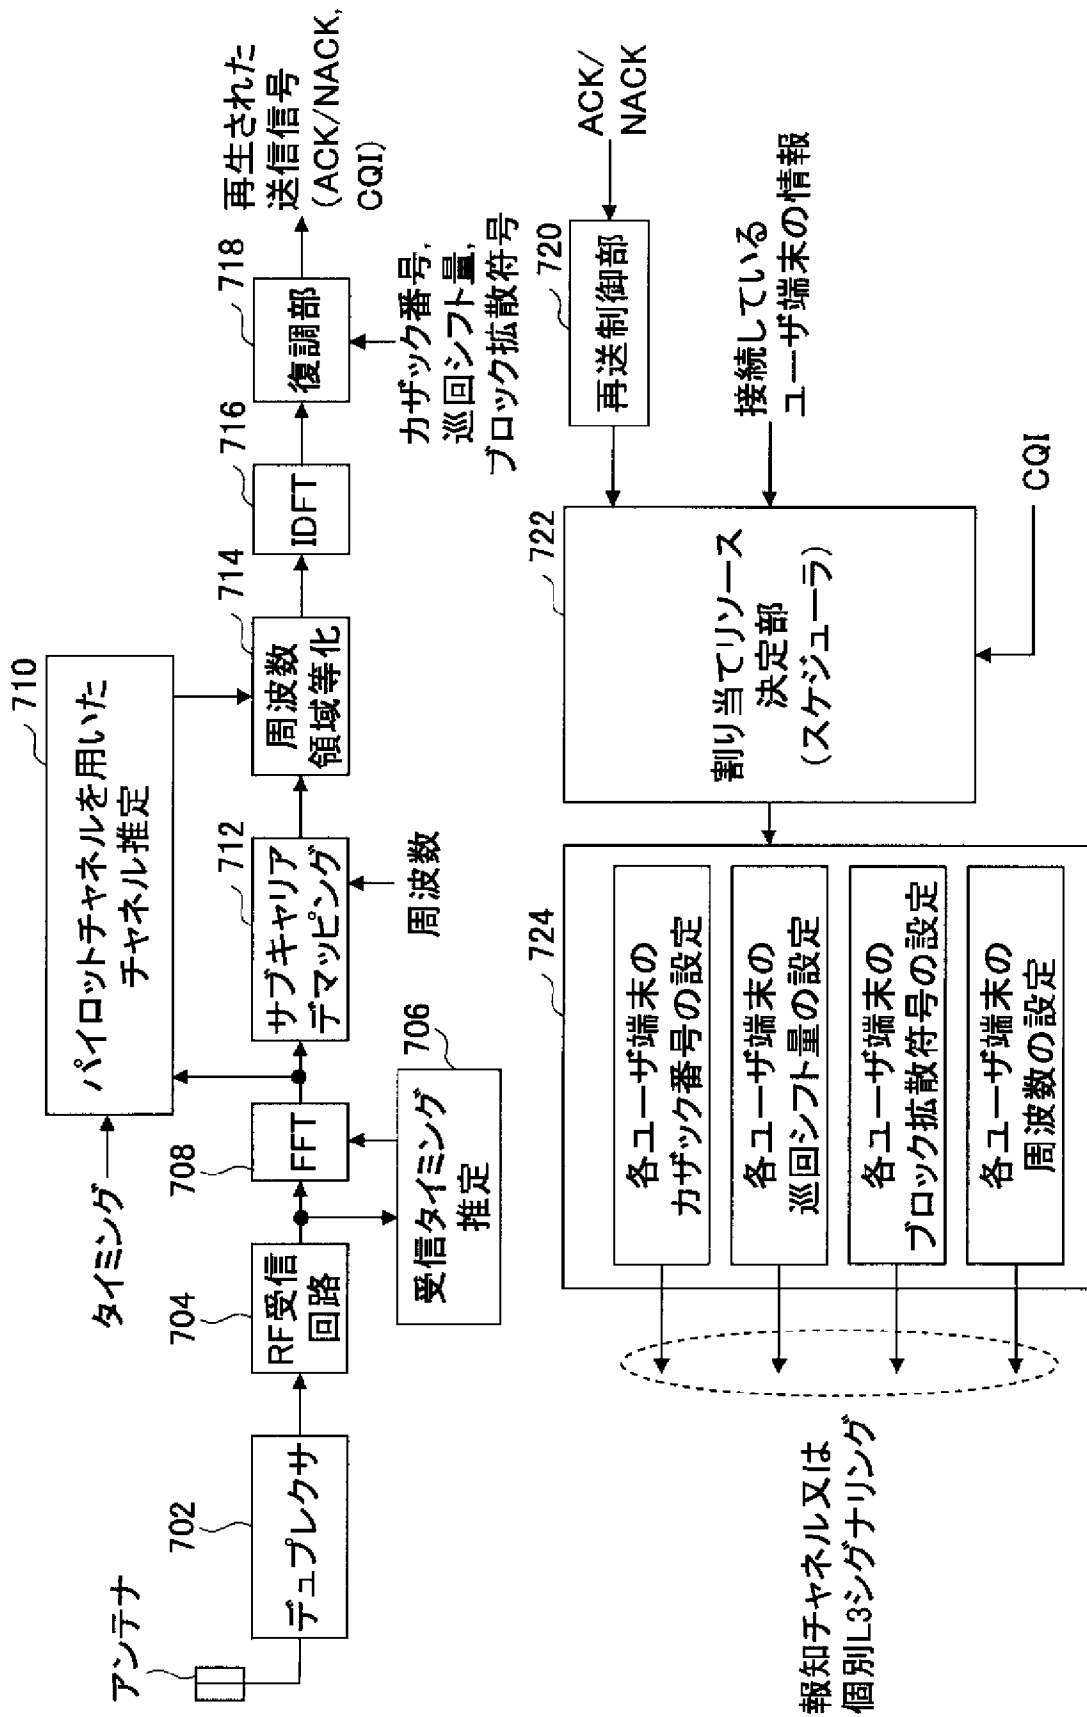 アンテナ
702
デュプレクサ
704
RF受信
回路
706
受信タイミング
推定
708
FFT
タイミング
710
パイロットチャネルを用いた
チャネル推定
712
サブキャリア
デマッピング
周波数
714
周波数
領域等化
716
IDFT
718
復調部
カザック番号,
巡回シフト量,
ブロック拡散符号
再生された
送信信号
(ACK/NACK,
CQI)
ACK/
NACK
720
再送制御部
接続している
ユーザ端末の情報
CQI
722
割り当てリソース
決定部
(スケジューラ)
724
各ユーザ端末の
カザック番号の設定
各ユーザ端末の
巡回シフト量の設定
各ユーザ端末の
ブロック拡散符号の設定
各ユーザ端末の
周波数の設定
報知チャネル又は
個別L3シグナリング